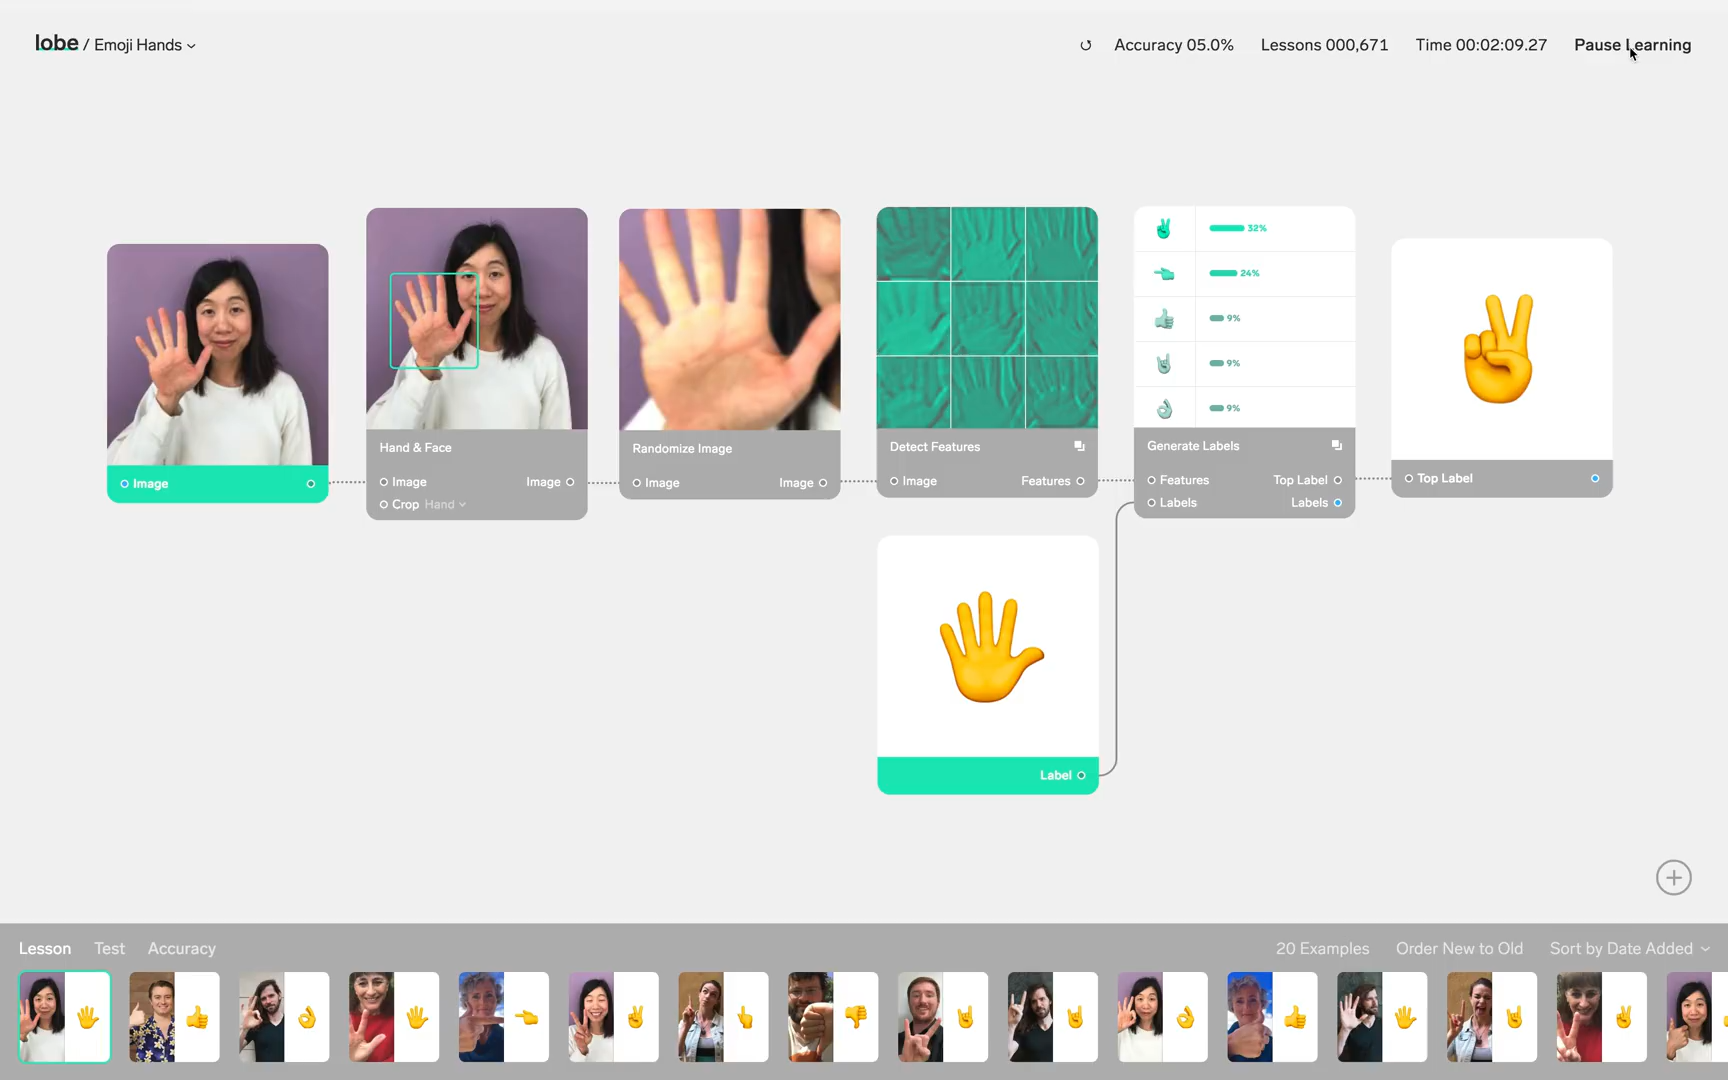 lobe / Emoji Hands
Accuracy 05.0% Lessons 000,671 Time 00:02:09.27 Pause Learning
32%
24%
9%
9%
9%
Hand & Face
Randomize Image
Detect Features
Generate Labels
Image
Image Image
Crop Hand
Image Image
Image Features
Features Top Label
Labels Labels
Top Label
Label
Lesson Test Accuracy
20 Examples Order New to Old Sort by Date Added